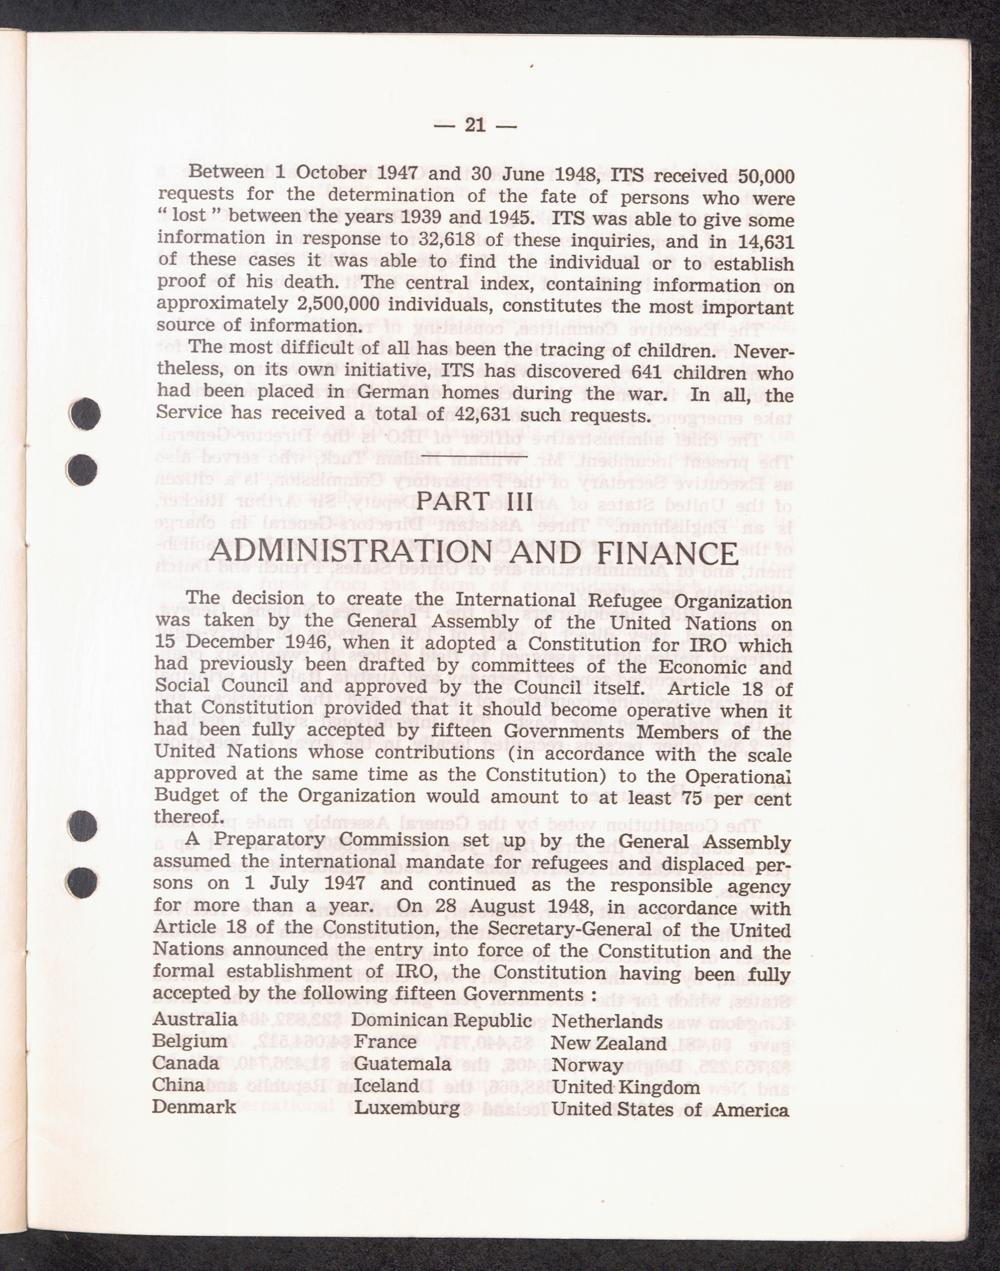 — 21 —
Between 1 October 1947 and 30 June 1948, ITS received 50,000
requests for the determination of the fate of persons who were
“ lost ” between the years 1939 and 1945. ITS was able to give some
information in response to 32,618 of these inquiries, and in 14,631
of these cases it was able to find the individual or to establish
proof of his death. The central index, containing information on
approximately 2,500,000 individuals, constitutes the most important
source of information.
The most difficult of all has been the tracing of children. Never-
theless, on its own initiative, ITS has discovered 641 children who
had been placed in German homes during the war. In all, the
Service has received a total of 42,631 such requests.
PART III
ADMINISTRATION AND FINANCE
The decision to create the International Refugee Organization
was taken by the General Assembly of the United Nations on
15 December 1946, when it adopted a Constitution for IRO which
had previously been drafted by committees of the Economic and
Social Council and approved by the Council itself. Article 18 of
that Constitution provided that it should become operative when it
had been fully accepted by fifteen Governments Members of the
United Nations whose contributions (in accordance with the scale
approved at the same time as the Constitution) to the Operational
Budget of the Organization would amount to at least 75 per cent
thereof.
A Preparatory Commission set up by the General Assembly
assumed the international mandate for refugees and displaced per-
sons on 1 July 1947 and continued as the responsible agency
for more than a year. On 28 August 1948, in accordance with
Article 18 of the Constitution, the Secretary-General of the United
Nations announced the entry into force of the Constitution and the
formal establishment of IRO, the Constitution having been fully
accepted by the following fifteen Governments :
Australia Dominican Republic Netherlands
Belgium France New Zealand
Canada Guatemala Norway
China Iceland United Kingdom
Denmark Luxemburg United States of America